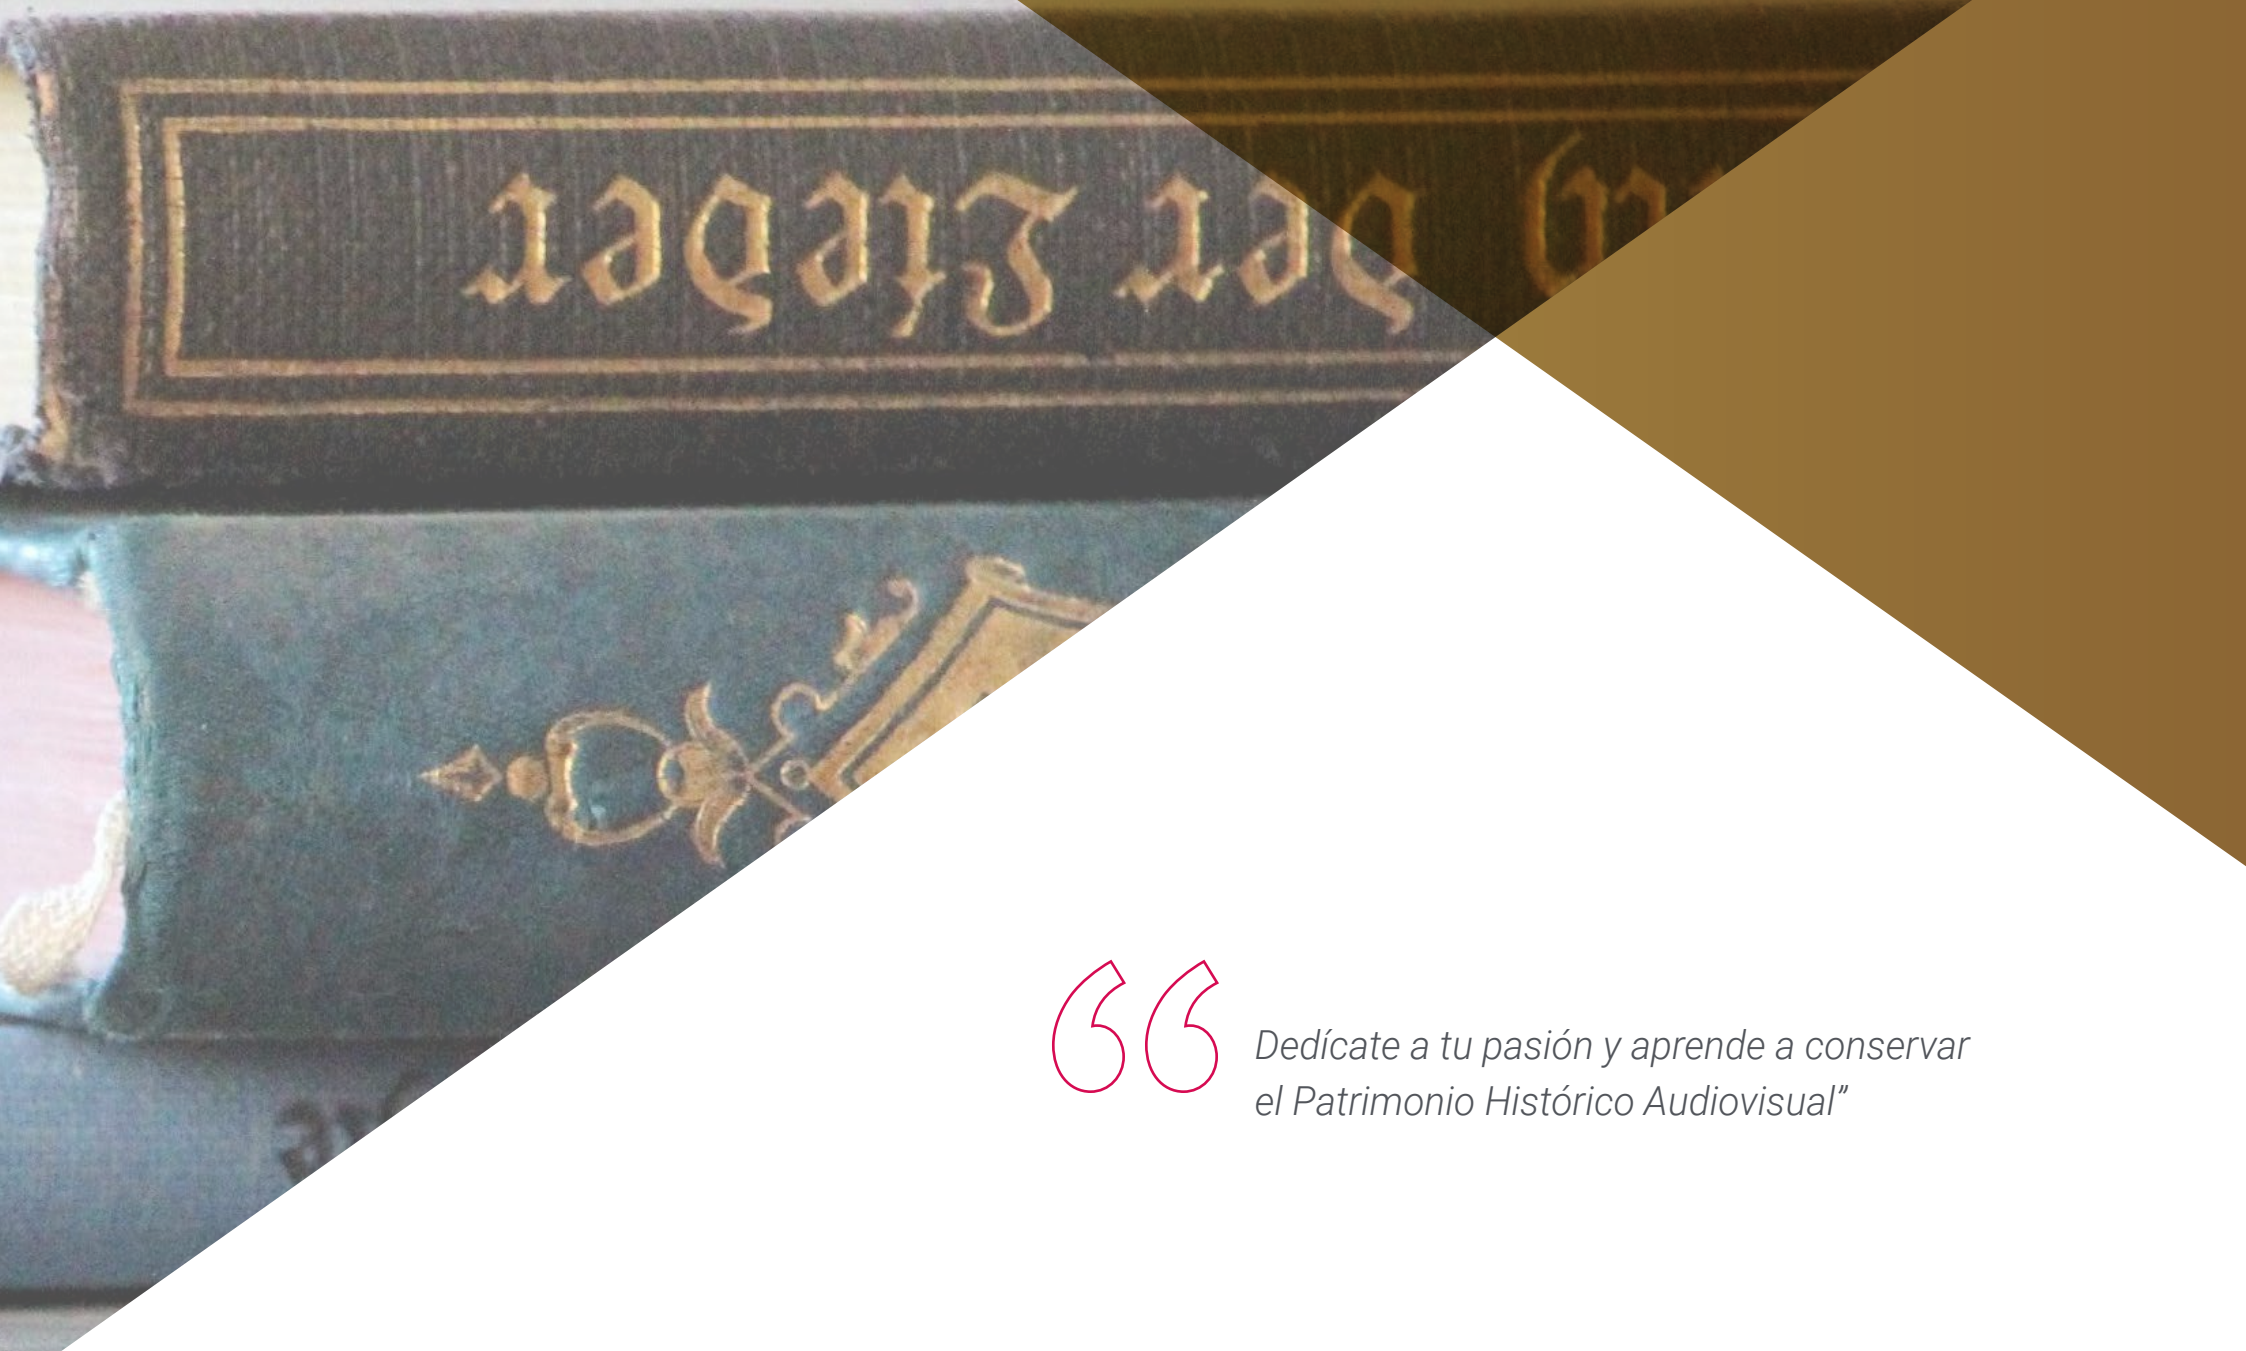 der Lieder
“Dedícate a tu pasión y aprende a conservar
el Patrimonio Histórico Audiovisual”